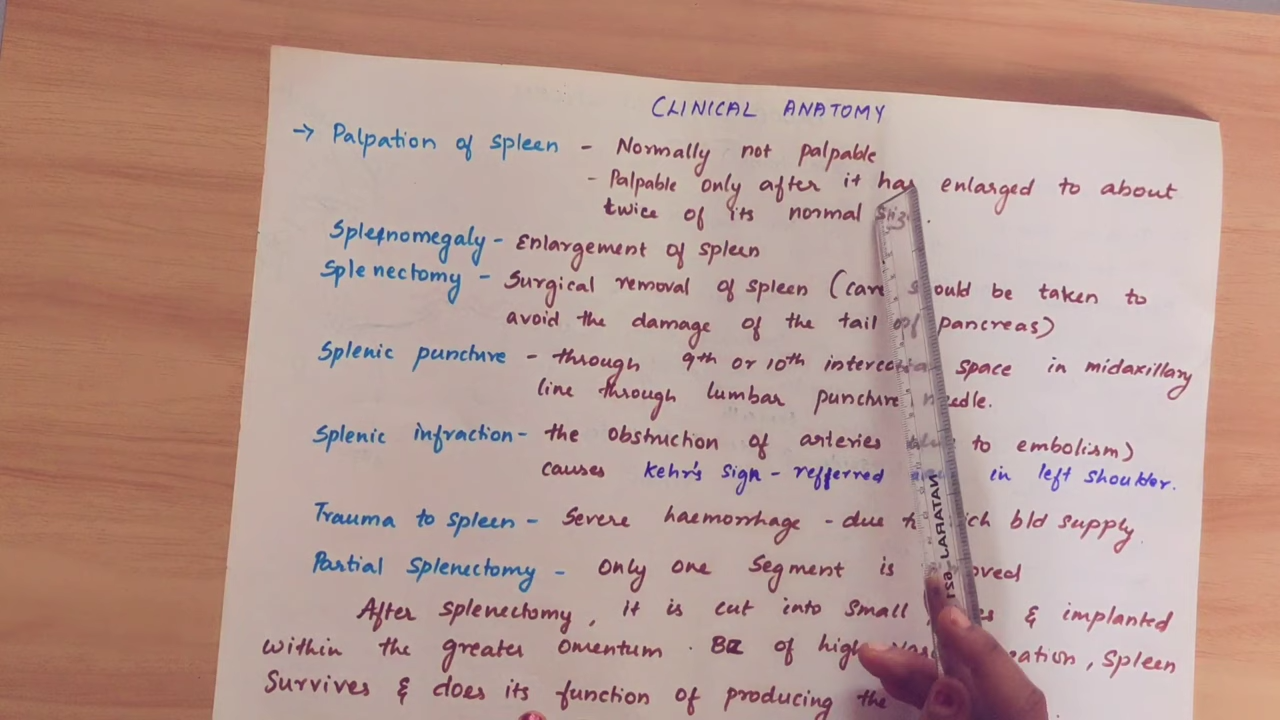 CLINICAL ANATOMY
→ Palpation of spleen - Normally not palpable
- Palpable only after it has enlarged to about
twice of its normal size.
Splenomegaly - Enlargement of spleen
Splenectomy - Surgical removal of spleen (care should be taken to
avoid the damage of the tail of pancreas)
Splenic puncture - through 9th or 10th intercostal space in midaxillary
line through lumbar puncture needle.
Splenic infraction - the obstruction of arteries to embolism)
causes Kehr's sign - refferred in left shoulder.
Trauma to spleen - Severe haemorrhage - due rich bld supply.
Partial splenectomy - Only one segment is
After splenectomy, it is cut into small & implanted
within the greater omentum. Bz of high, spleen
Survives & does its function of producing the
LARATAN